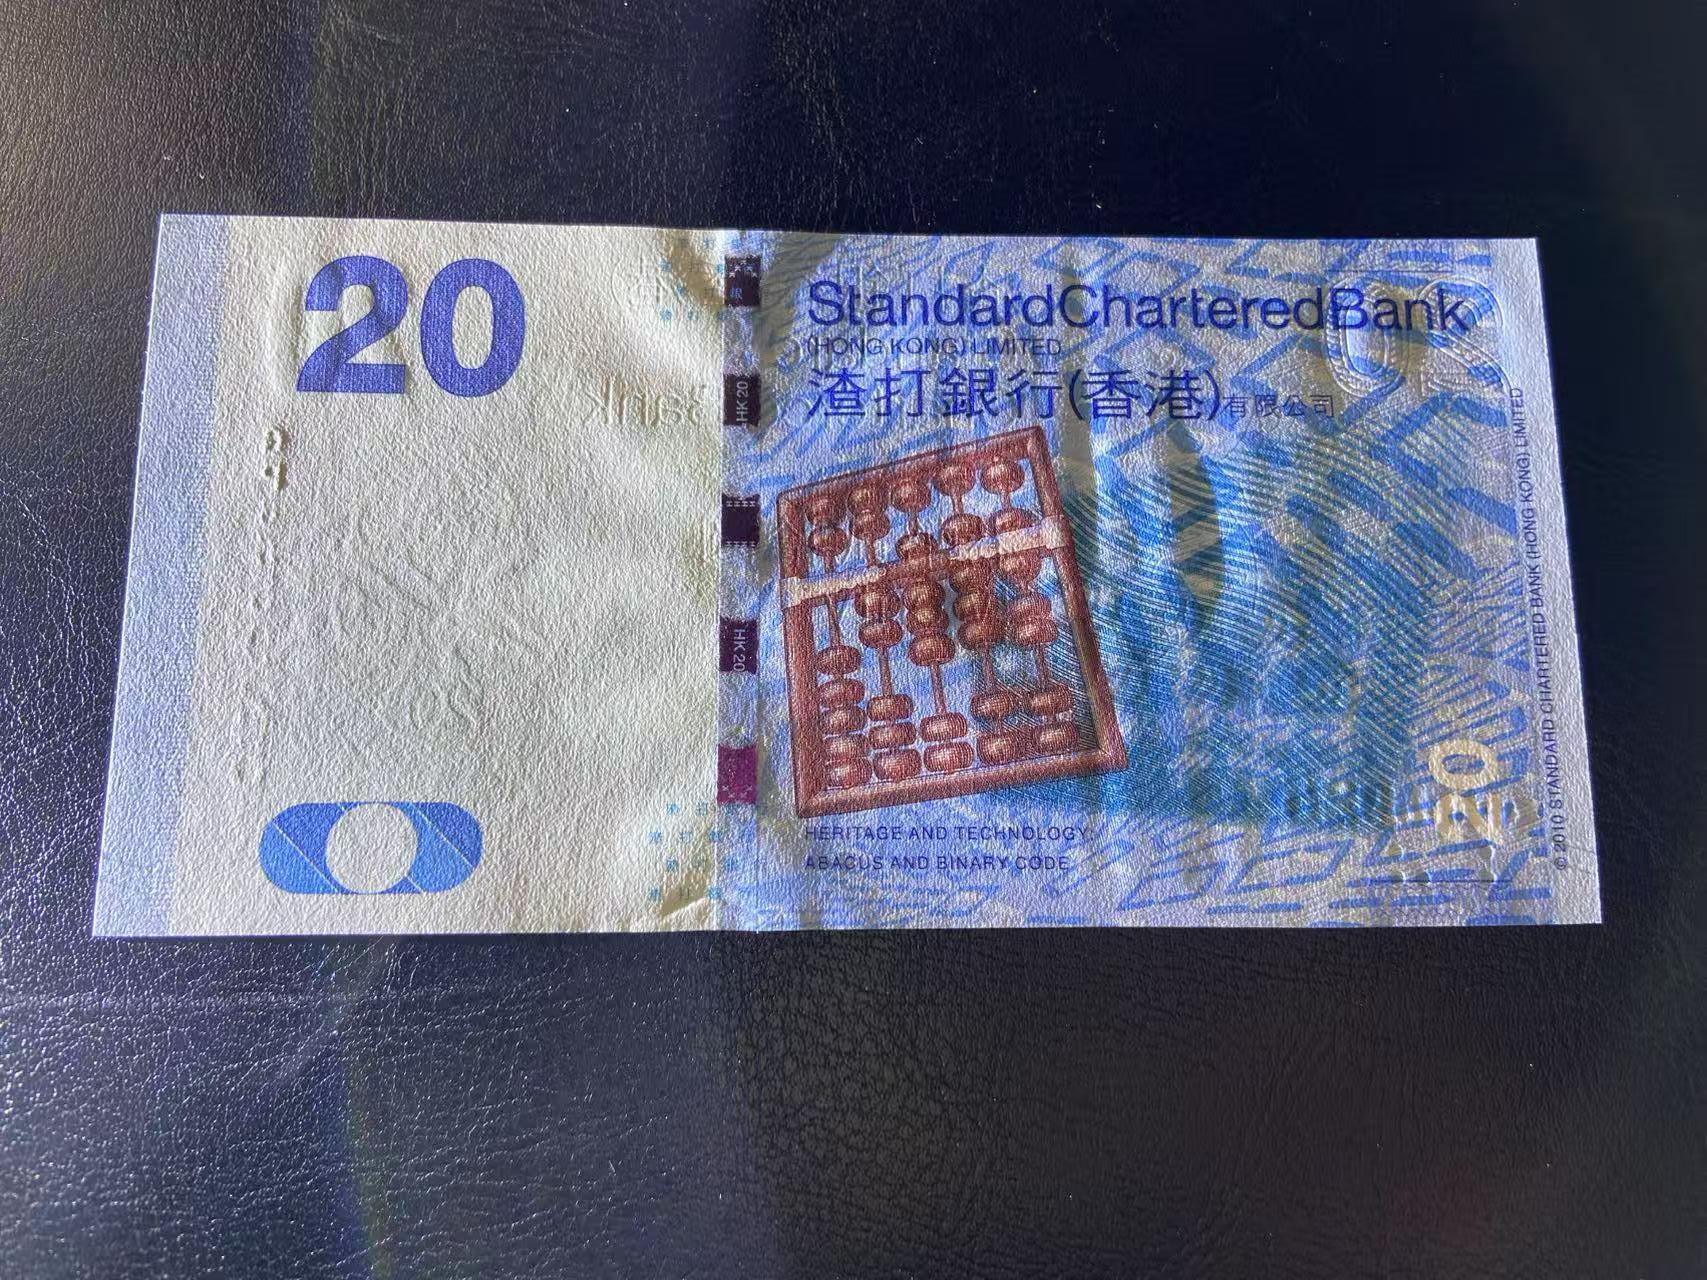 20
StandardCharteredBank
(HONG KONG) LIMITED
渣打銀行(香港)有限公司
HK 20
HK 20
HERITAGE AND TECHNOLOGY:
ABACUS AND BINARY CODE
20
© 2010 STANDARD CHARTERED BANK (HONG KONG) LIMITED